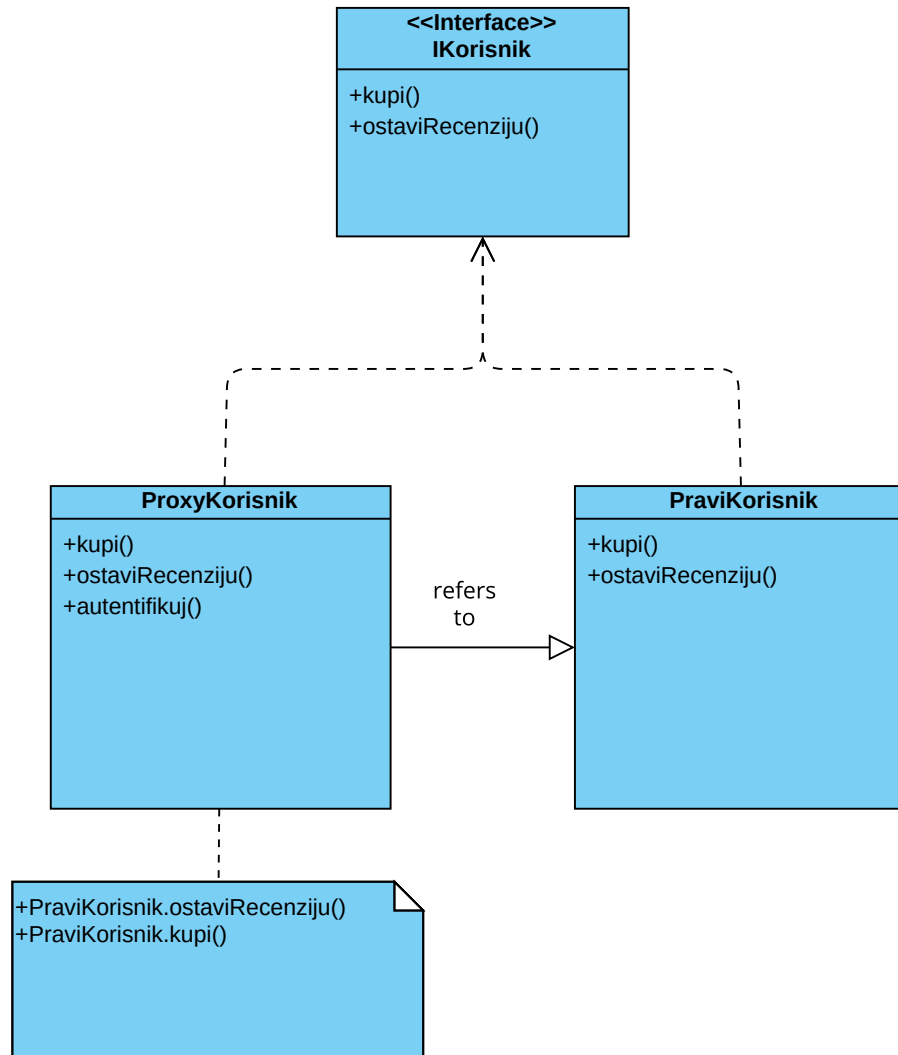 <<Interface>>
IKorisnik
+kupi()
+ostaviRecenziju()
ProxyKorisnik
+kupi()
+ostaviRecenziju()
+autentifikuj()
refers
to
PraviKorisnik
+kupi()
+ostaviRecenziju()
+PraviKorisnik.ostaviRecenziju()
+PraviKorisnik.kupi()